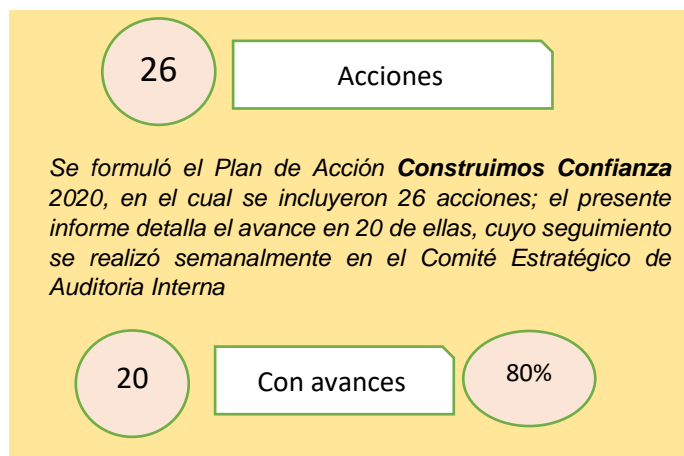 26
Acciones
Se formuló el Plan de Acción Construimos Confianza
2020, en el cual se incluyeron 26 acciones; el presente
informe detalla el avance en 20 de ellas, cuyo seguimiento
se realizó semanalmente en el Comité Estratégico de
Auditoria Interna
20
Con avances
80%